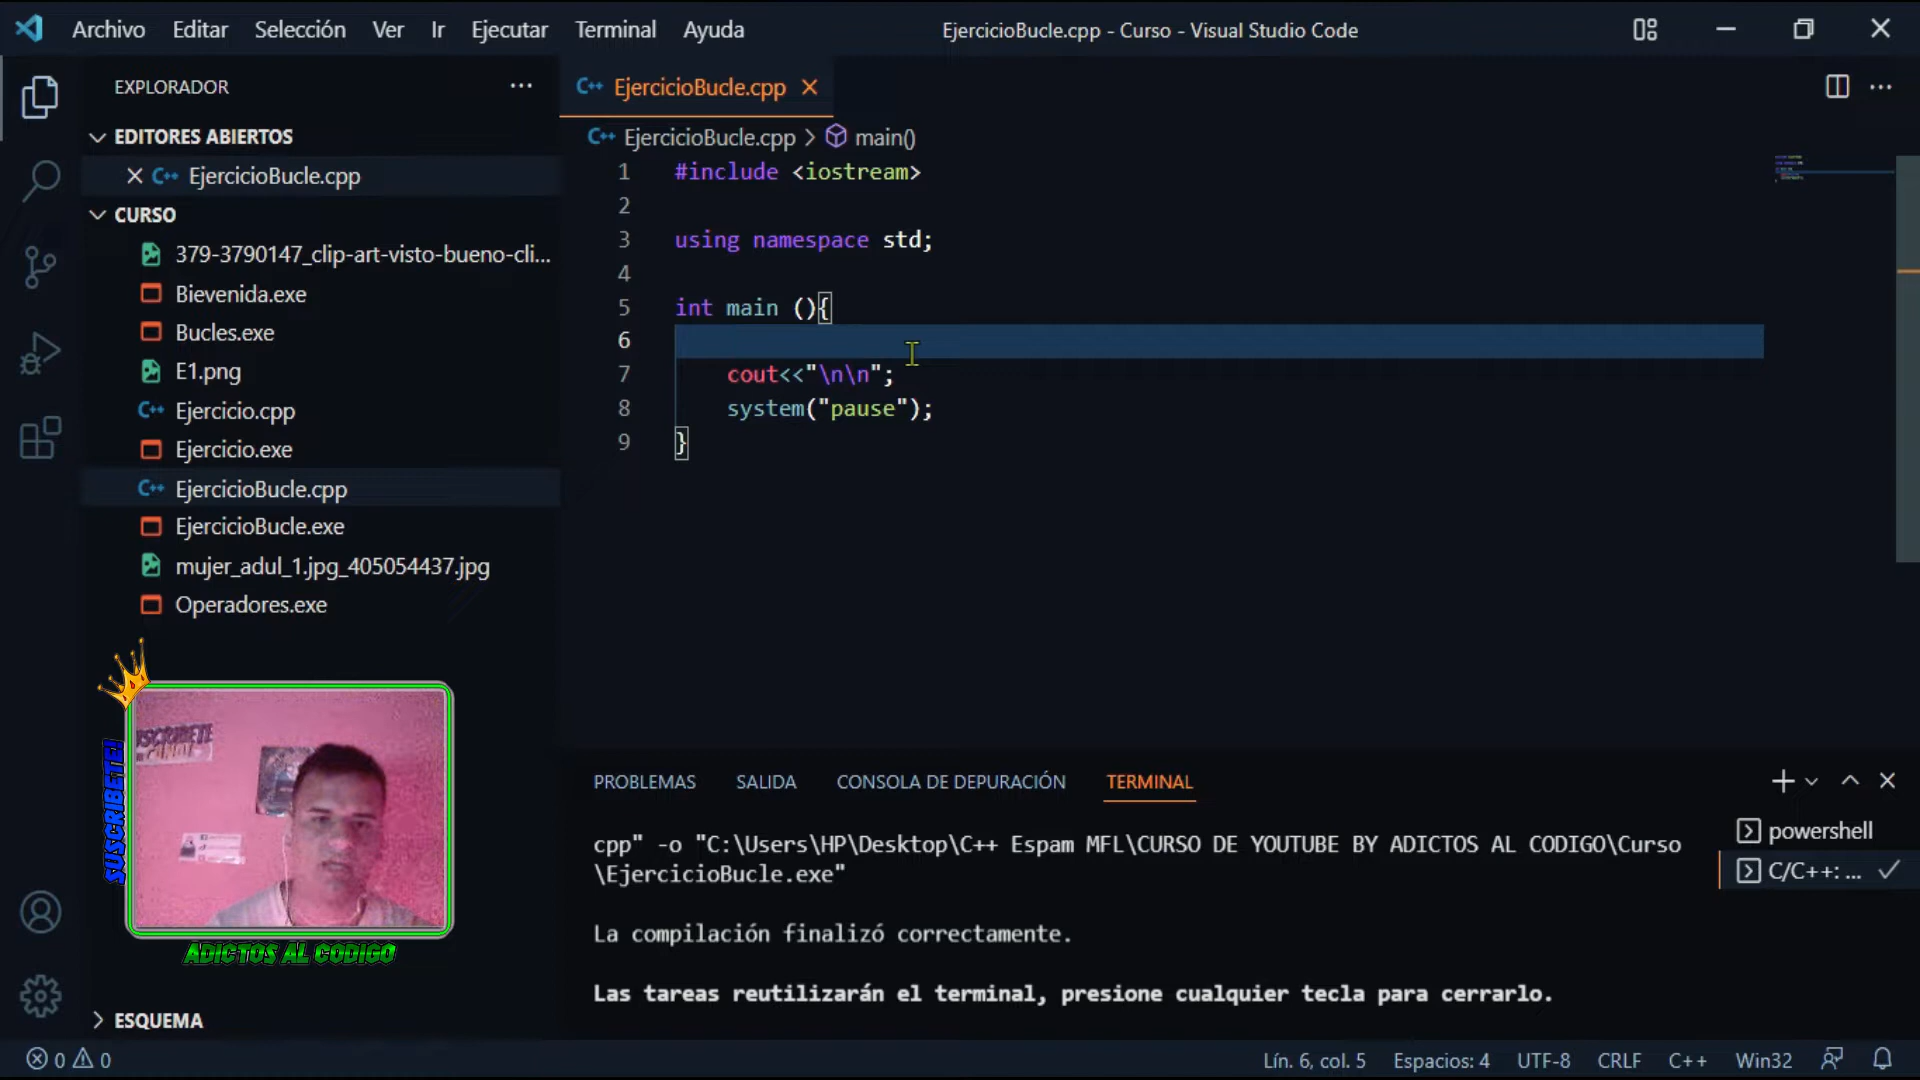 Archivo Editar Selección Ver Ir Ejecutar Terminal Ayuda
EjercicioBucle.cpp - Curso - Visual Studio Code
EXPLORADOR
EDITORES ABIERTOS
EjercicioBucle.cpp
CURSO
379-3790147_clip-art-visto-bueno-cli...
Bievenida.exe
Bucles.exe
E1.png
Ejercicio.cpp
Ejercicio.exe
EjercicioBucle.cpp
EjercicioBucle.exe
mujer_adul_1.jpg_405054437.jpg
Operadores.exe
SUSCRIBETE!
ADICTOS AL CODIGO
ESQUEMA
EjercicioBucle.cpp
EjercicioBucle.cpp > main()
1 #include <iostream>
2
3 using namespace std;
4
5 int main (){
6
7 cout<<"\n\n";
8 system("pause");
9 }
PROBLEMAS SALIDA CONSOLA DE DEPURACIÓN TERMINAL
cpp" -o "C:\Users\HP\Desktop\C++ Espam MFL\CURSO DE YOUTUBE BY ADICTOS AL CODIGO\Curso
\EjercicioBucle.exe"
La compilación finalizó correctamente.
Las tareas reutilizarán el terminal, presione cualquier tecla para cerrarlo.
powershell
C/C++: ...
0 0
Lín. 6, col. 5 Espacios: 4 UTF-8 CRLF C++ Win32